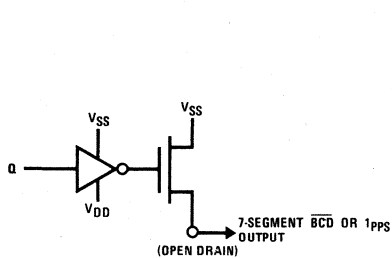 VSS
VSS
Q
VDD
7-SEGMENT BCD OR 1PPS
OUTPUT
(OPEN DRAIN)